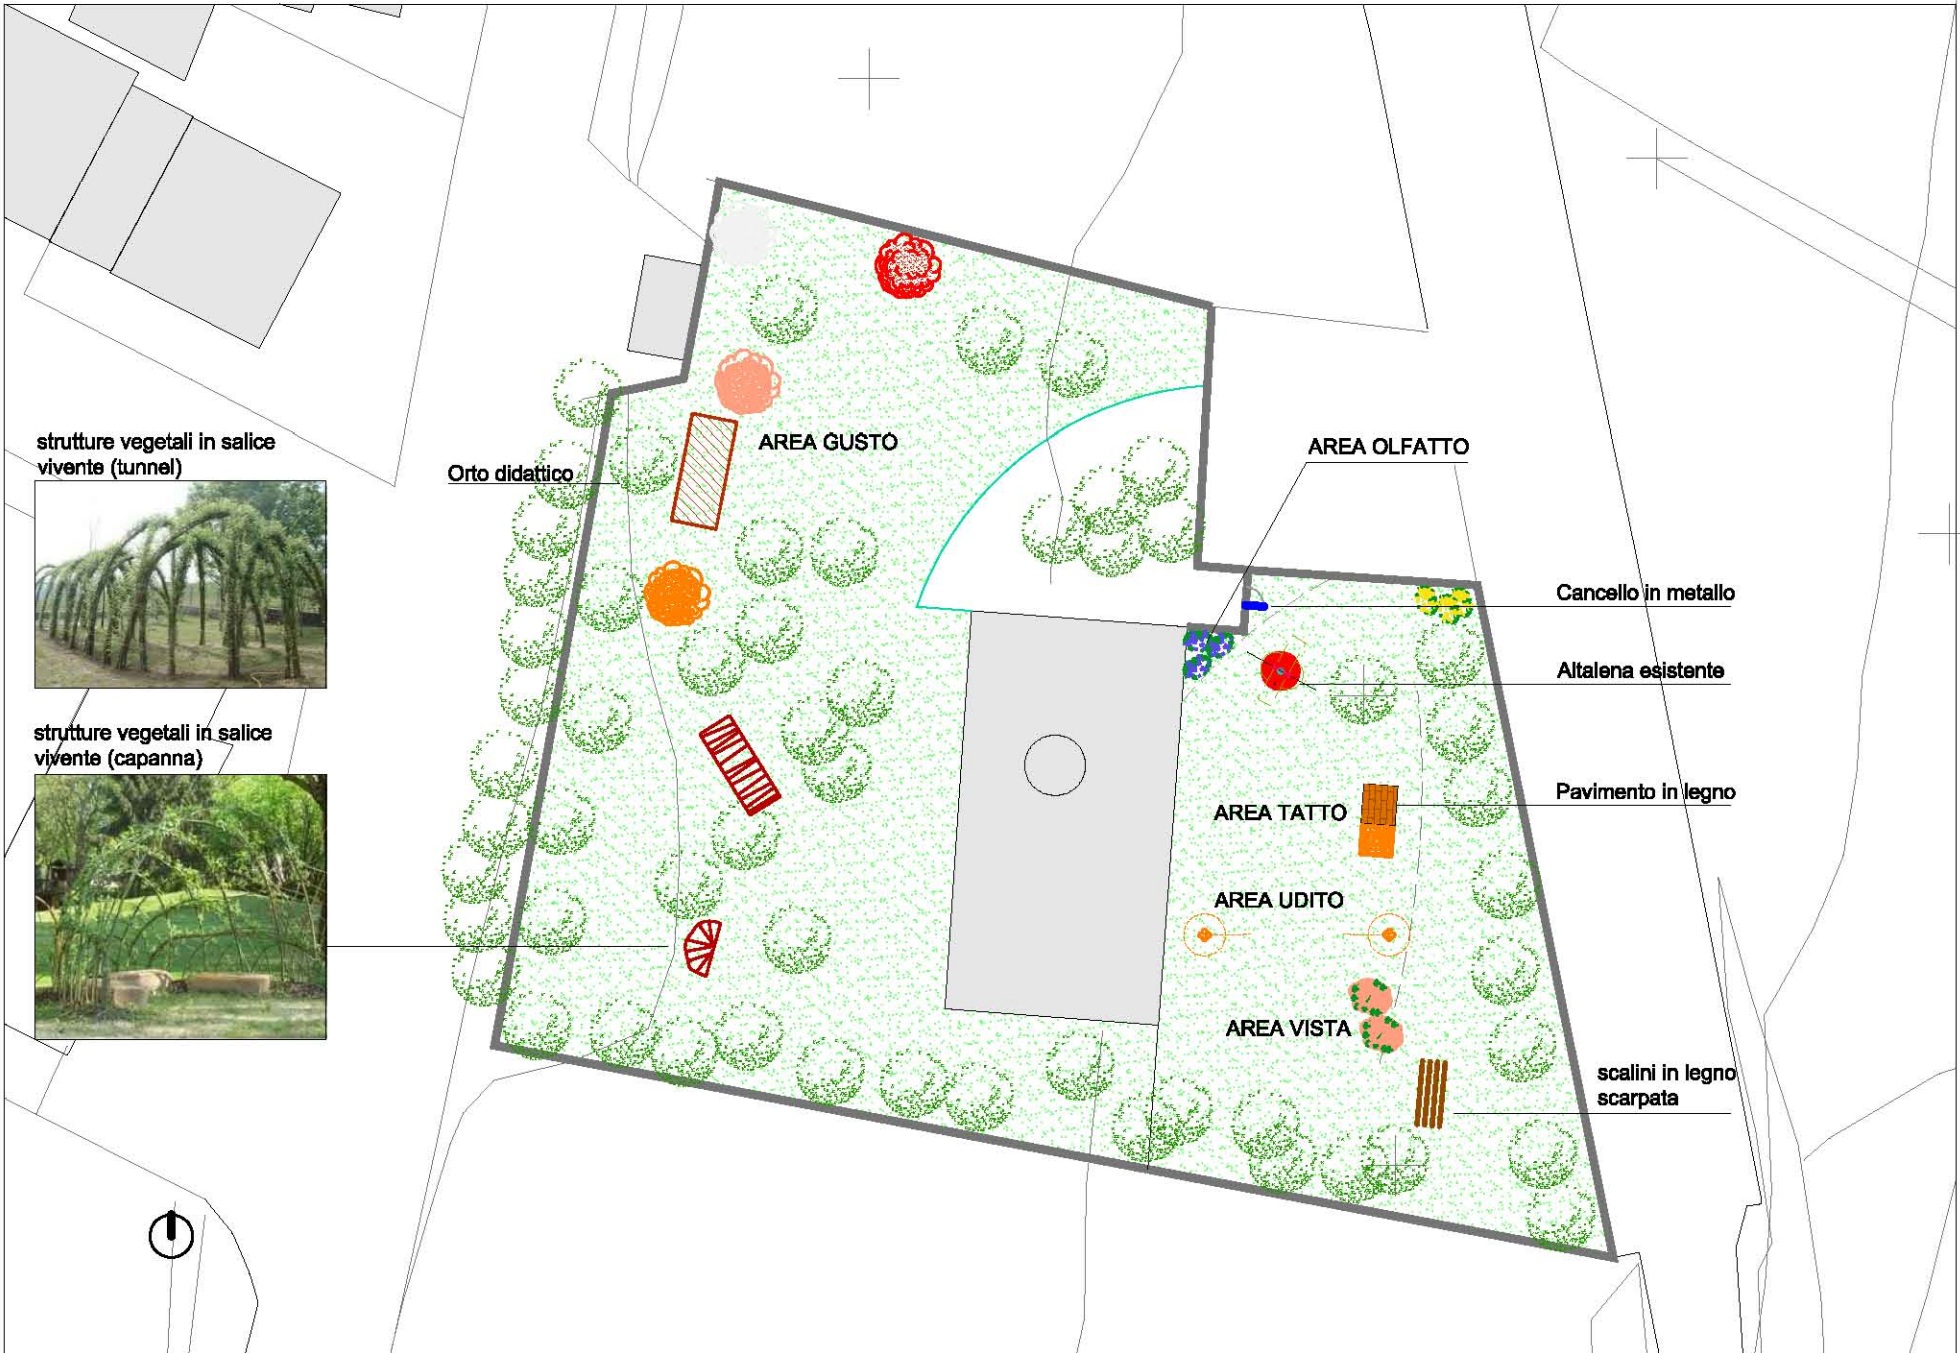 strutture vegetali in salice
vivente (tunnel)
Orto didattico
AREA GUSTO
AREA OLFATTO
Cancello in metallo
Altalena esistente
strutture vegetali in salice
vivente (capanna)
AREA TATTO
Pavimento in legno
AREA UDITO
AREA VISTA
scalini in legno
scarpata